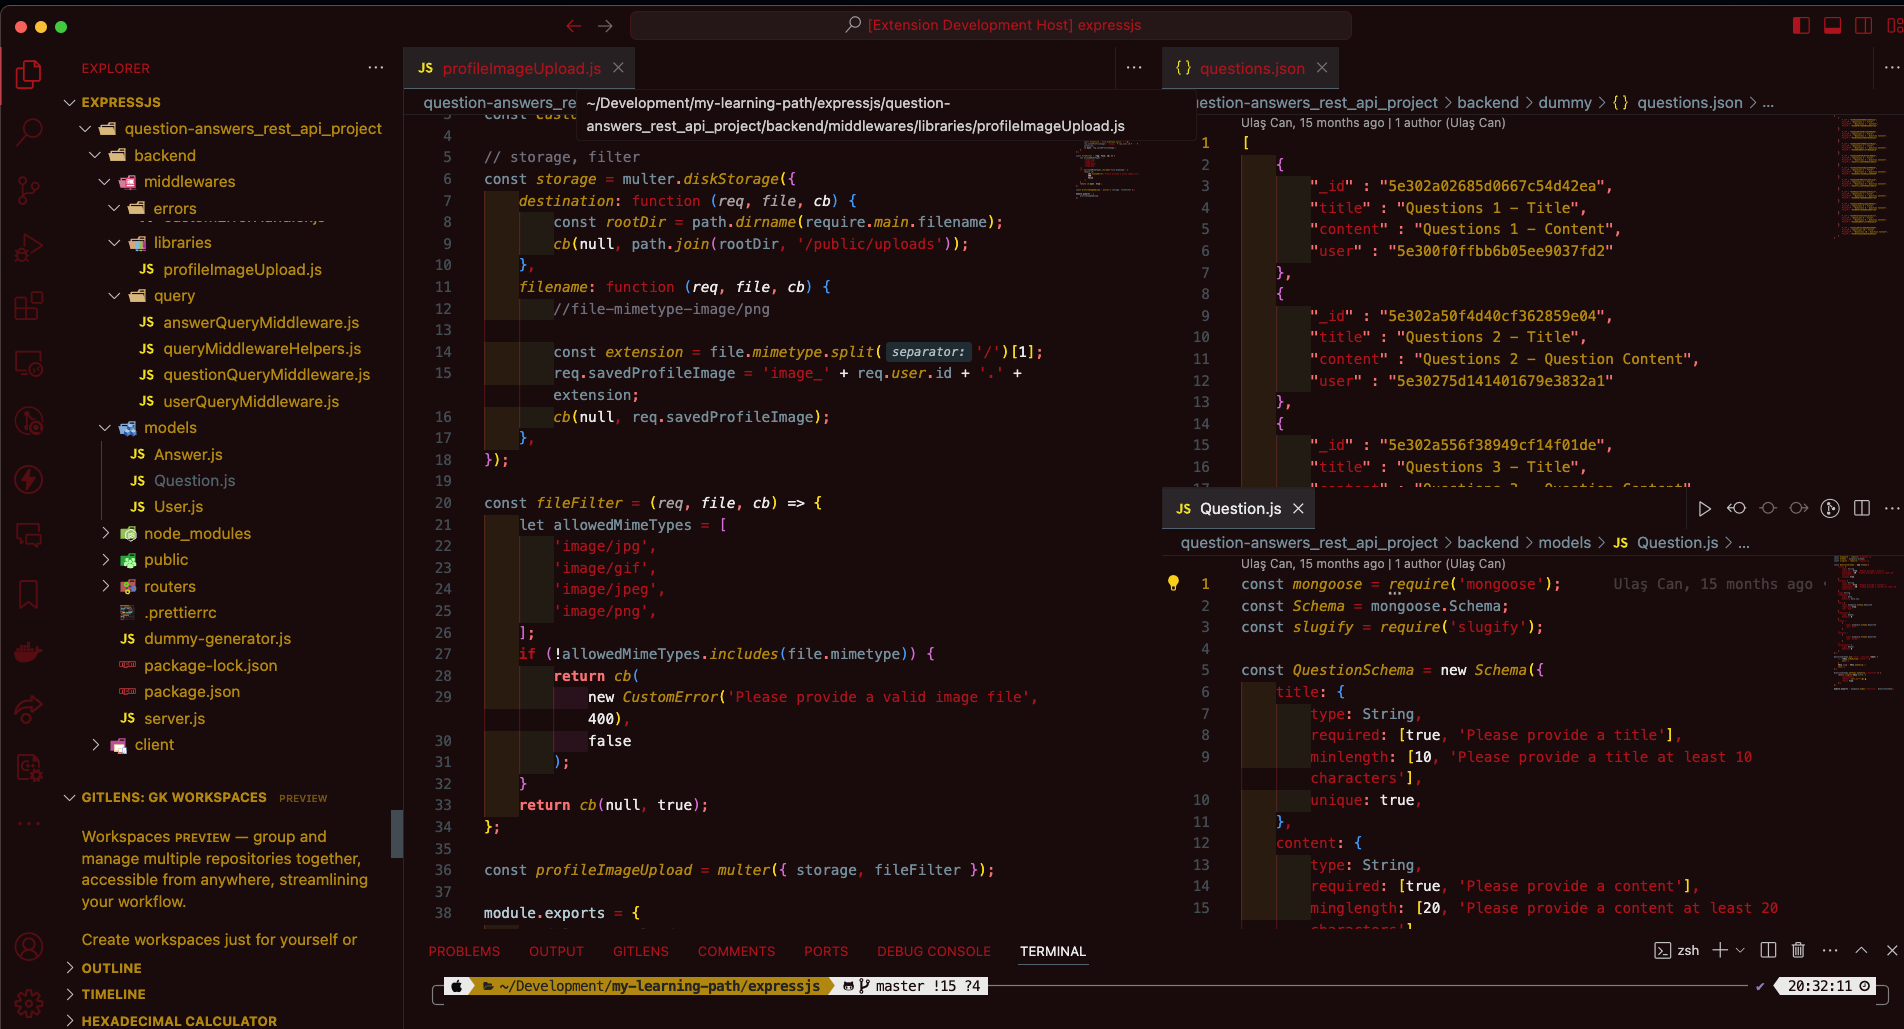 [Extension Development Host] expressjs
EXPLORER
EXPRESSJS
question-answers_rest_api_project
backend
middlewares
errors
libraries
JS profileImageUpload.js
query
JS answerQueryMiddleware.js
JS queryMiddlewareHelpers.js
JS questionQueryMiddleware.js
JS userQueryMiddleware.js
models
JS Answer.js
JS Question.js
JS User.js
node_modules
public
routers
.prettierrc
JS dummy-generator.js
package-lock.json
package.json
JS server.js
client
GITLENS: GK WORKSPACES PREVIEW
Workspaces PREVIEW — group and
manage multiple repositories together,
accessible from anywhere, streamlining
your workflow.
Create workspaces just for yourself or
OUTLINE
TIMELINE
HEXADECIMAL CALCULATOR
JS profileImageUpload.js
question-answers_re
~/Development/my-learning-path/expressjs/question-
answers_rest_api_project/backend/middlewares/libraries/profileImageUpload.js
4
5 // storage, filter
6 const storage = multer.diskStorage({
7 destination: function (req, file, cb) {
8 const rootDir = path.dirname(require.main.filename);
9 cb(null, path.join(rootDir, '/public/uploads'));
10 },
11 filename: function (req, file, cb) {
12 //file-mimetype-image/png
13
14 const extension = file.mimetype.split( separator: '/')[1];
15 req.savedProfileImage = 'image_' + req.user.id + '.' +
extension;
16 cb(null, req.savedProfileImage);
17 },
18 });
19
20 const fileFilter = (req, file, cb) => {
21 let allowedMimeTypes = [
22 'image/jpg',
23 'image/gif',
24 'image/jpeg',
25 'image/png',
26 ];
27 if (!allowedMimeTypes.includes(file.mimetype)) {
28 return cb(
29 new CustomError('Please provide a valid image file',
400),
30 false
31 );
32 }
33 return cb(null, true);
34 };
35
36 const profileImageUpload = multer({ storage, fileFilter });
37
38 module.exports = {
{} questions.json
question-answers_rest_api_project > backend > dummy > {} questions.json > ...
Ulaş Can, 15 months ago | 1 author (Ulaş Can)
1 [
2 {
3 "_id" : "5e302a02685d0667c54d42ea",
4 "title" : "Questions 1 - Title",
5 "content" : "Questions 1 - Content",
6 "user" : "5e300f0ffbb6b05ee9037fd2"
7 },
8 {
9 "_id" : "5e302a50f4d40cf362859e04",
10 "title" : "Questions 2 - Title",
11 "content" : "Questions 2 - Question Content",
12 "user" : "5e30275d141401679e3832a1"
13 },
14 {
15 "_id" : "5e302a556f38949cf14f01de",
16 "title" : "Questions 3 - Title",
17 "content" : "Questions 3 - Question Content"
JS Question.js
question-answers_rest_api_project > backend > models > JS Question.js > ...
Ulaş Can, 15 months ago | 1 author (Ulaş Can)
1 const mongoose = require('mongoose'); Ulaş Can, 15 months ago •
2 const Schema = mongoose.Schema;
3 const slugify = require('slugify');
4
5 const QuestionSchema = new Schema({
6 title: {
7 type: String,
8 required: [true, 'Please provide a title'],
9 minlength: [10, 'Please provide a title at least 10
characters'],
10 unique: true,
11 },
12 content: {
13 type: String,
14 required: [true, 'Please provide a content'],
15 minglength: [20, 'Please provide a content at least 20
characters']
PROBLEMS OUTPUT GITLENS COMMENTS PORTS DEBUG CONSOLE TERMINAL
zsh
~/Development/my-learning-path/expressjs master !15 ?4
20:32:11